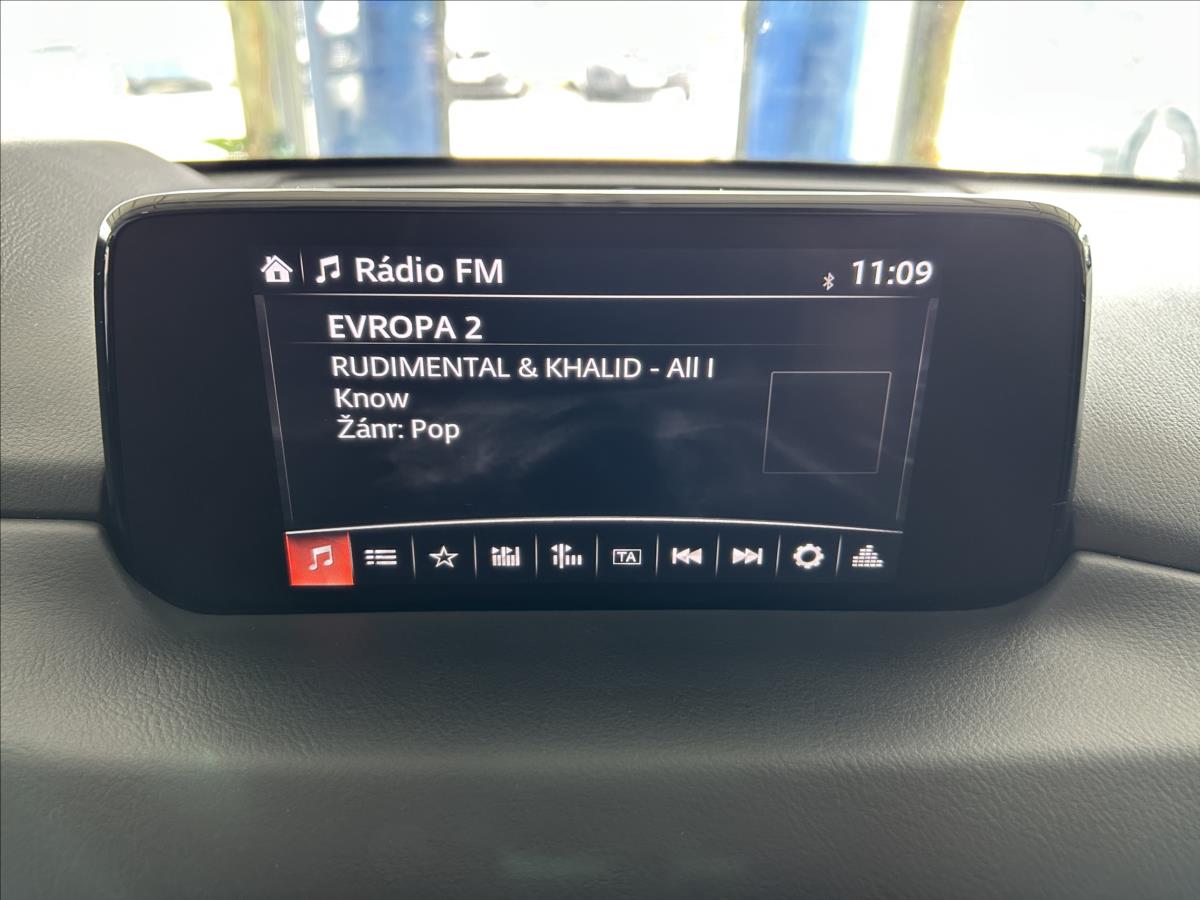 Rádio FM
11:09
EVROPA 2
RUDIMENTAL & KHALID - All I
Know
Žánr: Pop
TA